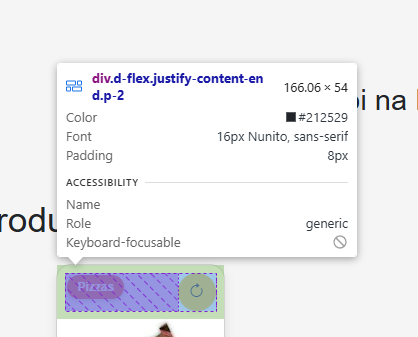 div.d-flex.justify-content-en
d.p-2
166.06 × 54
pi na
Color #212529
Font 16px Nunito, sans-serif
Padding 8px
ACCESSIBILITY
Name
Role generic
rodu
Keyboard-focusable
Pizzas